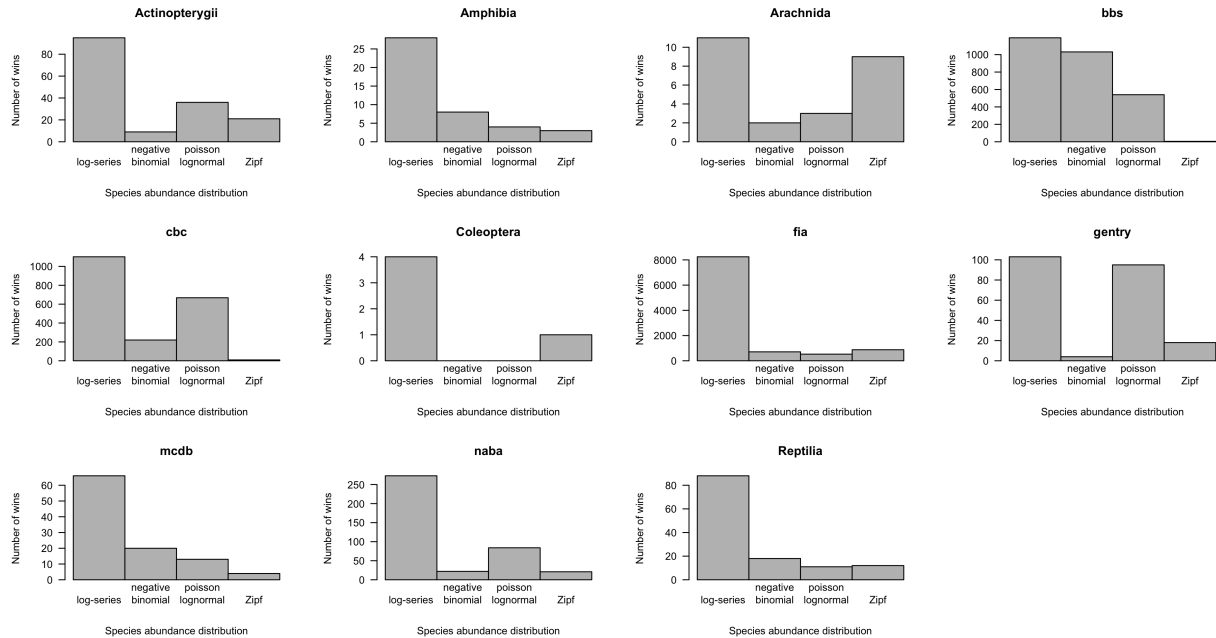 Actinopterygii
Number of wins
80
60
40
20
0
log-series
negative
binomial
poisson
lognormal
Zipf
Species abundance distribution
Amphibia
Number of wins
25
20
15
10
5
0
log-series
negative
binomial
poisson
lognormal
Zipf
Species abundance distribution
Arachnida
Number of wins
10
8
6
4
2
0
log-series
negative
binomial
poisson
lognormal
Zipf
Species abundance distribution
bbs
Number of wins
1000
800
600
400
200
0
log-series
negative
binomial
poisson
lognormal
Zipf
Species abundance distribution
cbc
Number of wins
1000
800
600
400
200
0
log-series
negative
binomial
poisson
lognormal
Zipf
Species abundance distribution
Coleoptera
Number of wins
4
3
2
1
0
log-series
negative
binomial
poisson
lognormal
Zipf
Species abundance distribution
fia
Number of wins
8000
6000
4000
2000
0
log-series
negative
binomial
poisson
lognormal
Zipf
Species abundance distribution
gentry
Number of wins
100
80
60
40
20
0
log-series
negative
binomial
poisson
lognormal
Zipf
Species abundance distribution
mcdb
Number of wins
60
50
40
30
20
10
0
log-series
negative
binomial
poisson
lognormal
Zipf
Species abundance distribution
naba
Number of wins
250
200
150
100
50
0
log-series
negative
binomial
poisson
lognormal
Zipf
Species abundance distribution
Reptilia
Number of wins
80
60
40
20
0
log-series
negative
binomial
poisson
lognormal
Zipf
Species abundance distribution